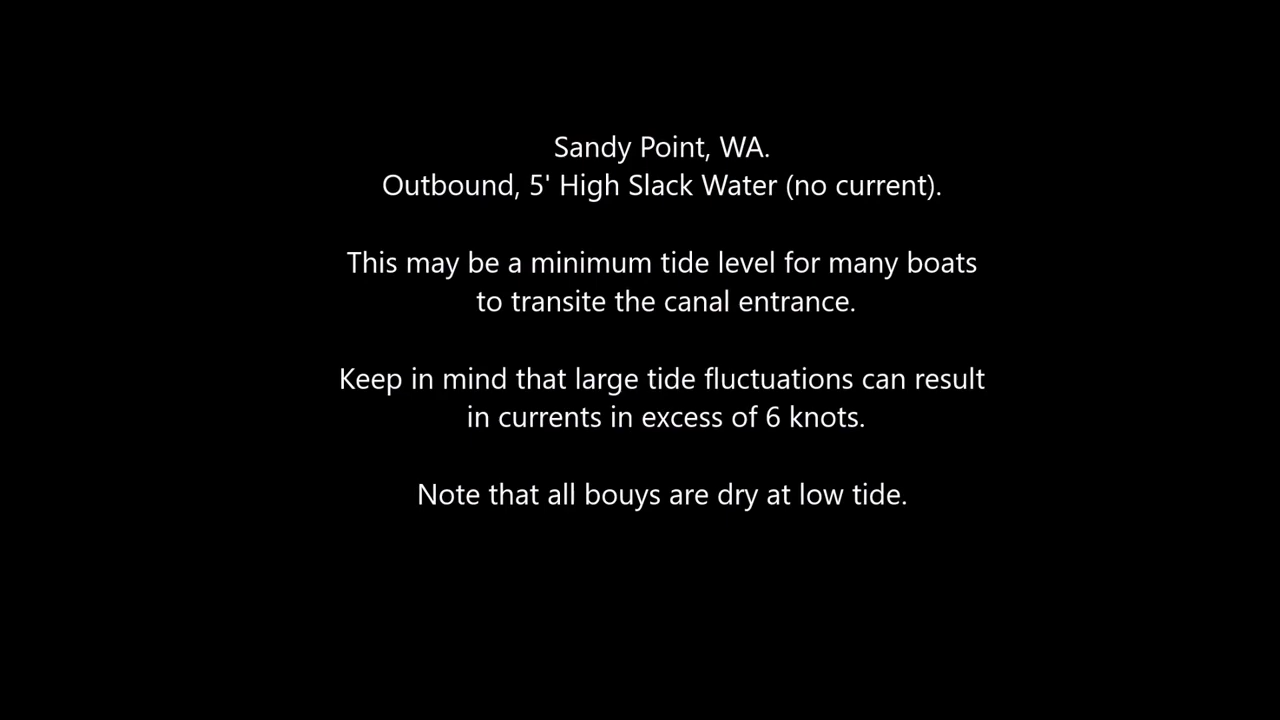 Sandy Point, WA.
Outbound, 5' High Slack Water (no current).
This may be a minimum tide level for many boats
to transite the canal entrance.
Keep in mind that large tide fluctuations can result
in currents in excess of 6 knots.
Note that all bouys are dry at low tide.